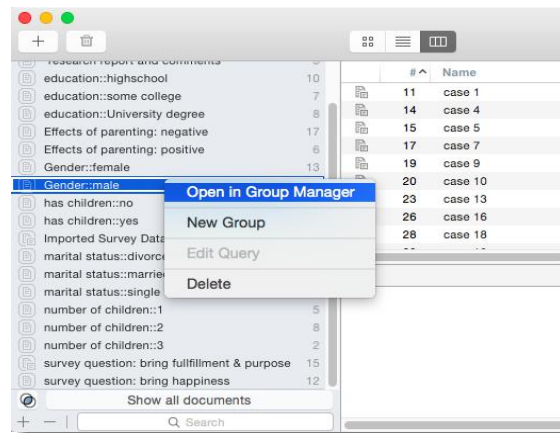 # Name
research report and comments
education::highschool 10
education::some college 7
education::University degree 8
Effects of parenting: negative 17
Effects of parenting: positive 6
Gender::female 13
Gender::male
has children::no
has children::yes
Imported Survey Data
marital status::divorce
marital status::marrie
marital status::single
number of children::1 5
number of children::2 8
number of children::3 2
survey question: bring fullfillment & purpose 15
survey question: bring happiness 12
Show all documents
Search
Open in Group Manager
New Group
Edit Query
Delete
11 case 1
14 case 4
15 case 5
17 case 7
19 case 9
20 case 10
23 case 13
26 case 16
28 case 18